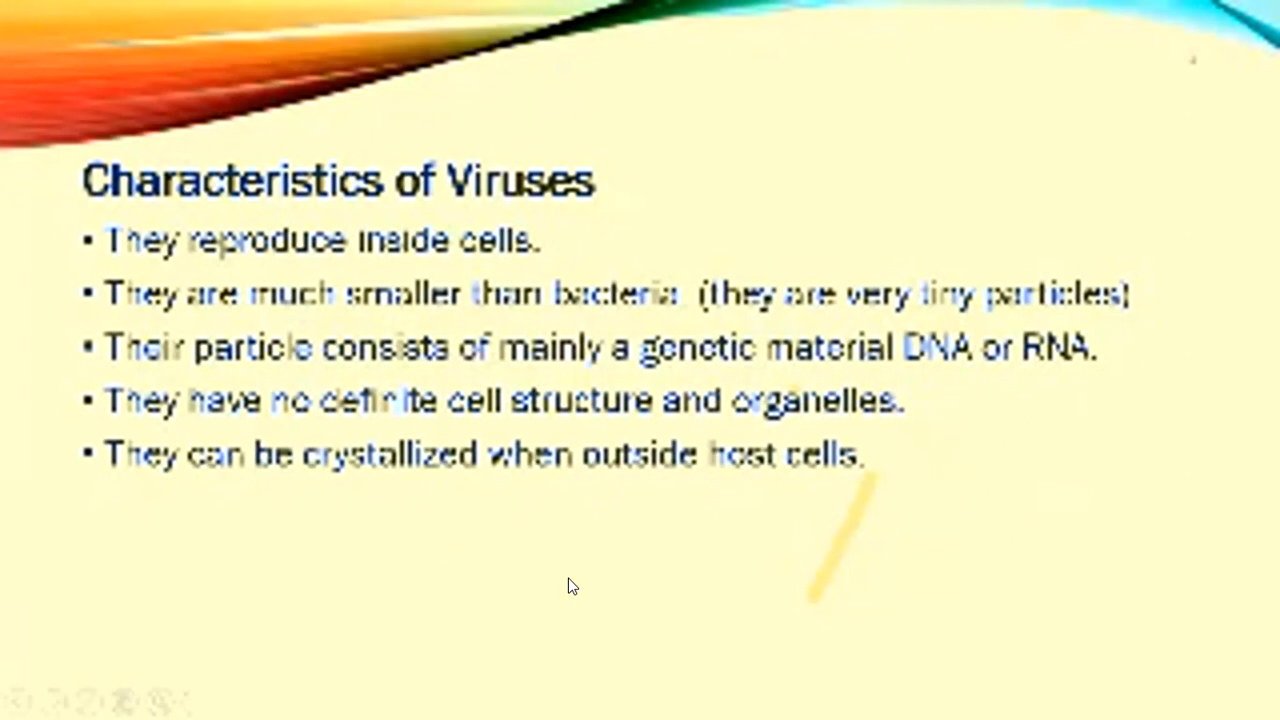 Characteristics of Viruses
• They reproduce inside cells.
• They are much smaller than bacteria (they are very tiny particles)
• Their particle consists of mainly a genetic material DNA or RNA.
• They have no definite cell structure and organelles.
• They can be crystallized when outside host cells.